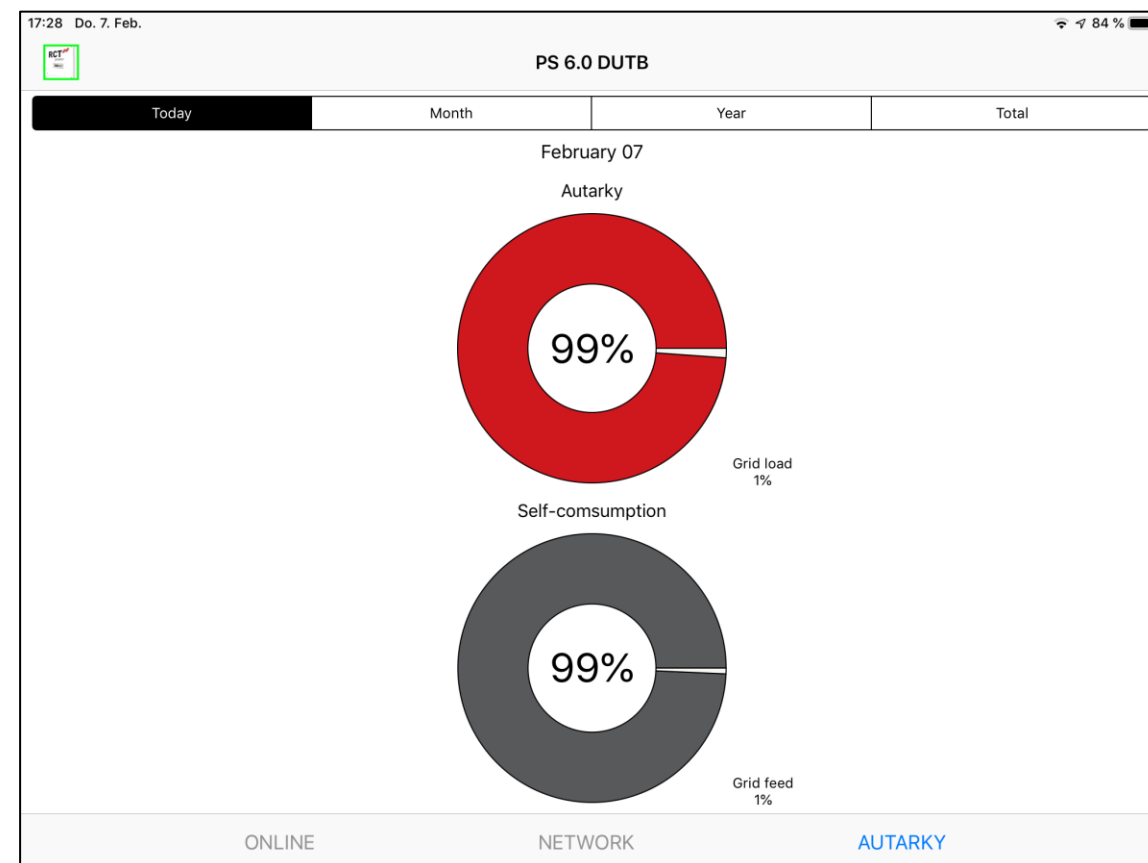 17:28 Do. 7. Feb. 84 %
RCT
PS 6.0 DUTB
Today Month Year Total
February 07
Autarky
99%
Grid load
1%
Self-comsumption
99%
Grid feed
1%
ONLINE NETWORK AUTARKY